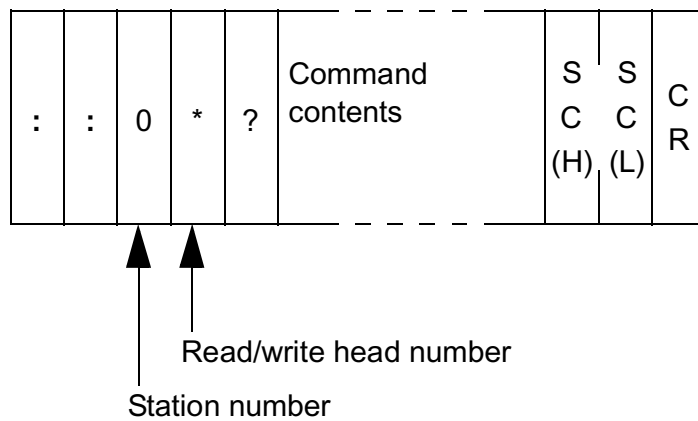 : : 0 * ? Command contents S C (H) S C (L) C R
Read/write head number
Station number